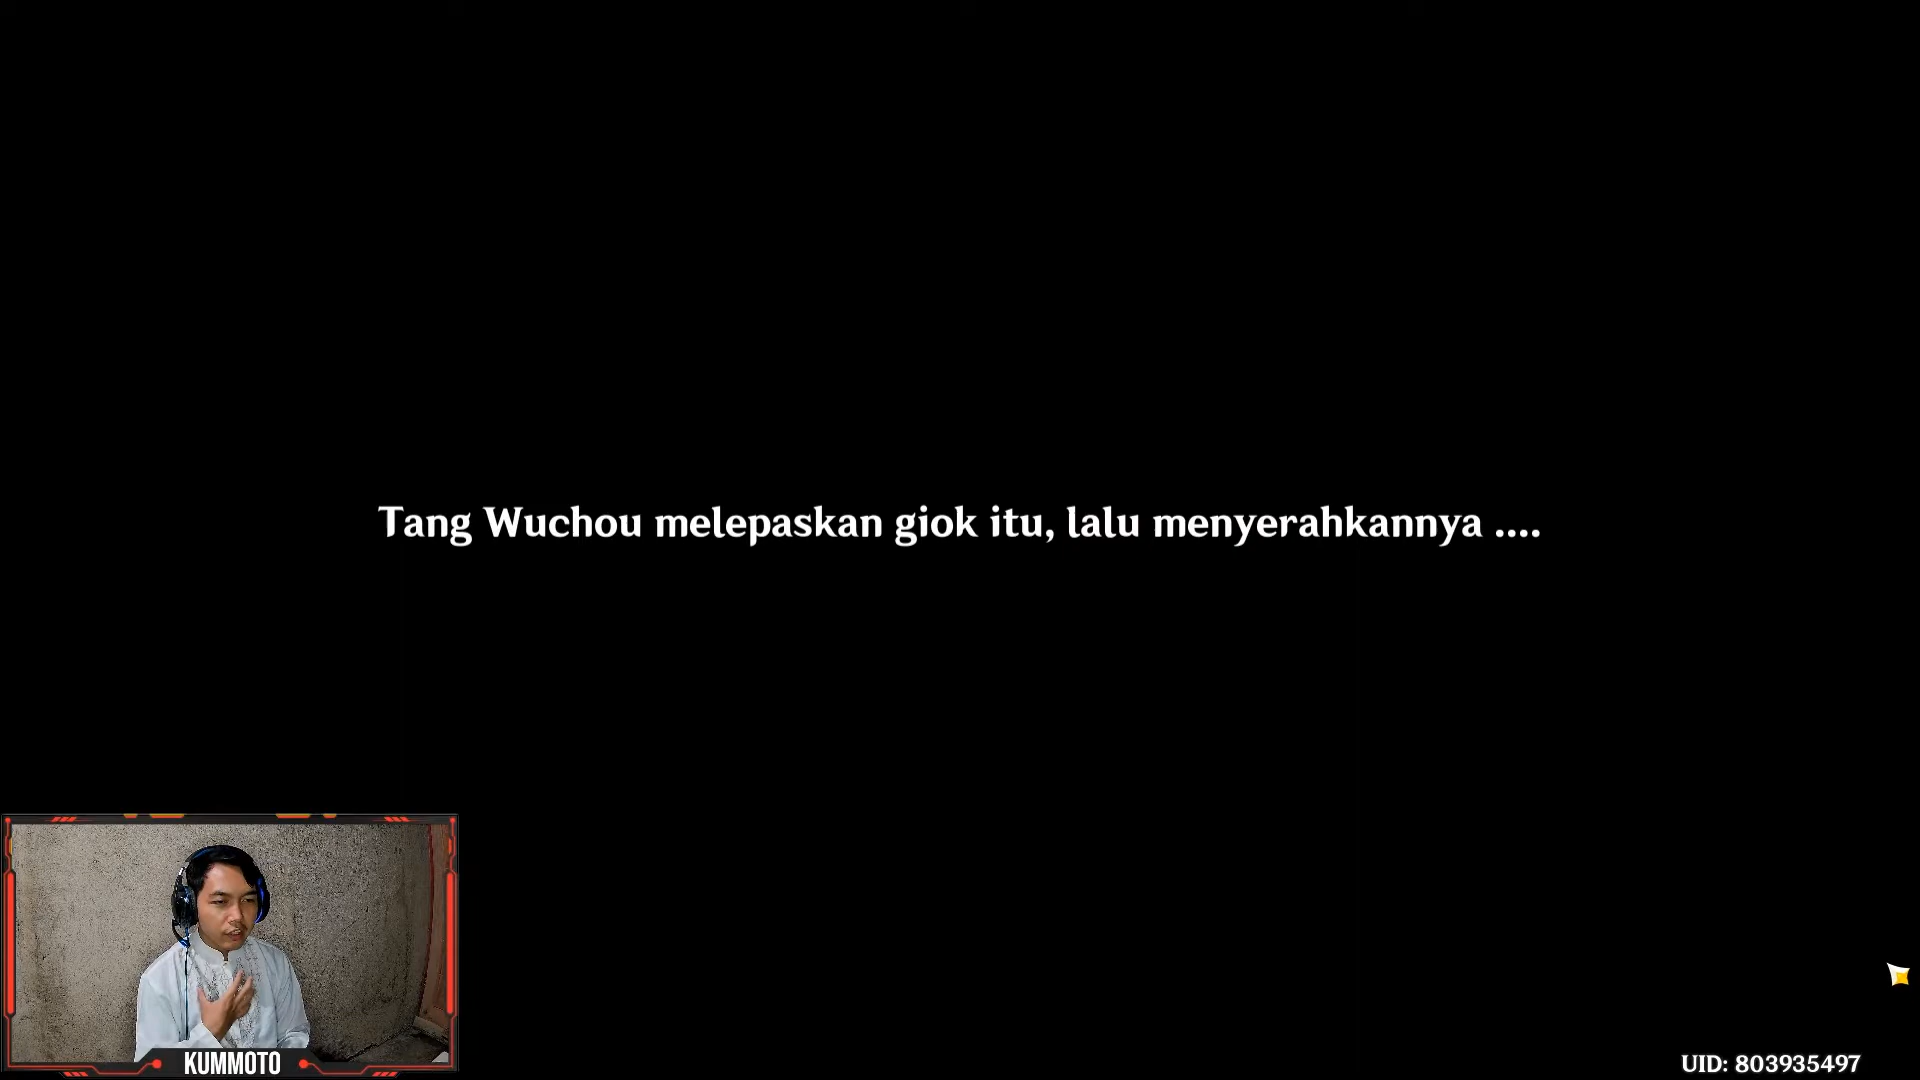 Tang Wuchou melepaskan giok itu, lalu menyerahkannya ....
KUMMOTO
UID: 803935497